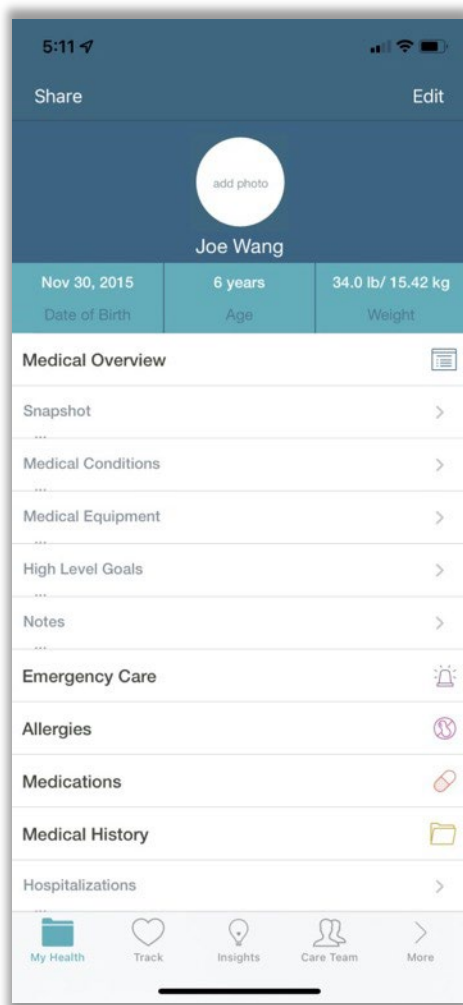 5:11
Share Edit
add photo
Joe Wang
Nov 30, 2015 6 years 34.0 lb/ 15.42 kg
Date of Birth Age Weight
Medical Overview
Snapshot
...
Medical Conditions
...
Medical Equipment
...
High Level Goals
...
Notes
...
Emergency Care
Allergies
Medications
Medical History
Hospitalizations
...
My Health Track Insights Care Team More